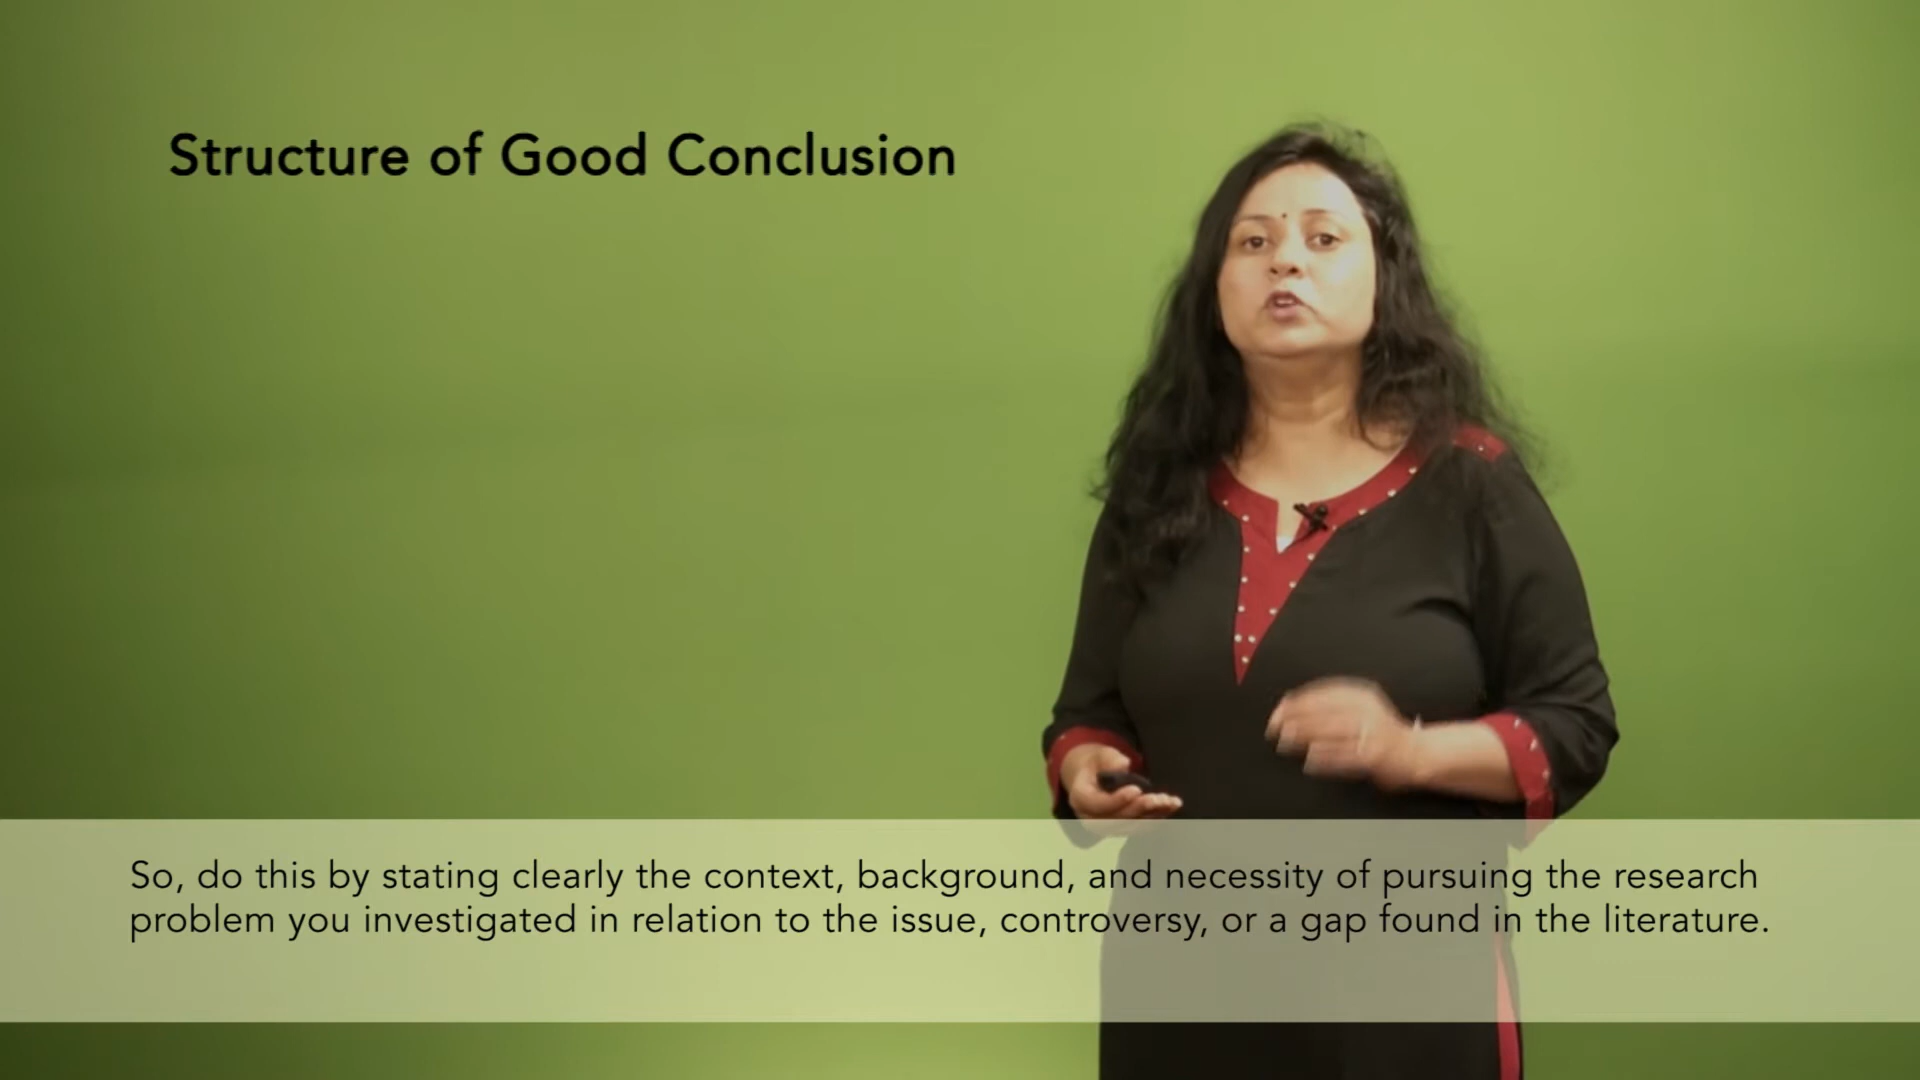 Structure of Good Conclusion
So, do this by stating clearly the context, background, and necessity of pursuing the research
problem you investigated in relation to the issue, controversy, or a gap found in the literature.